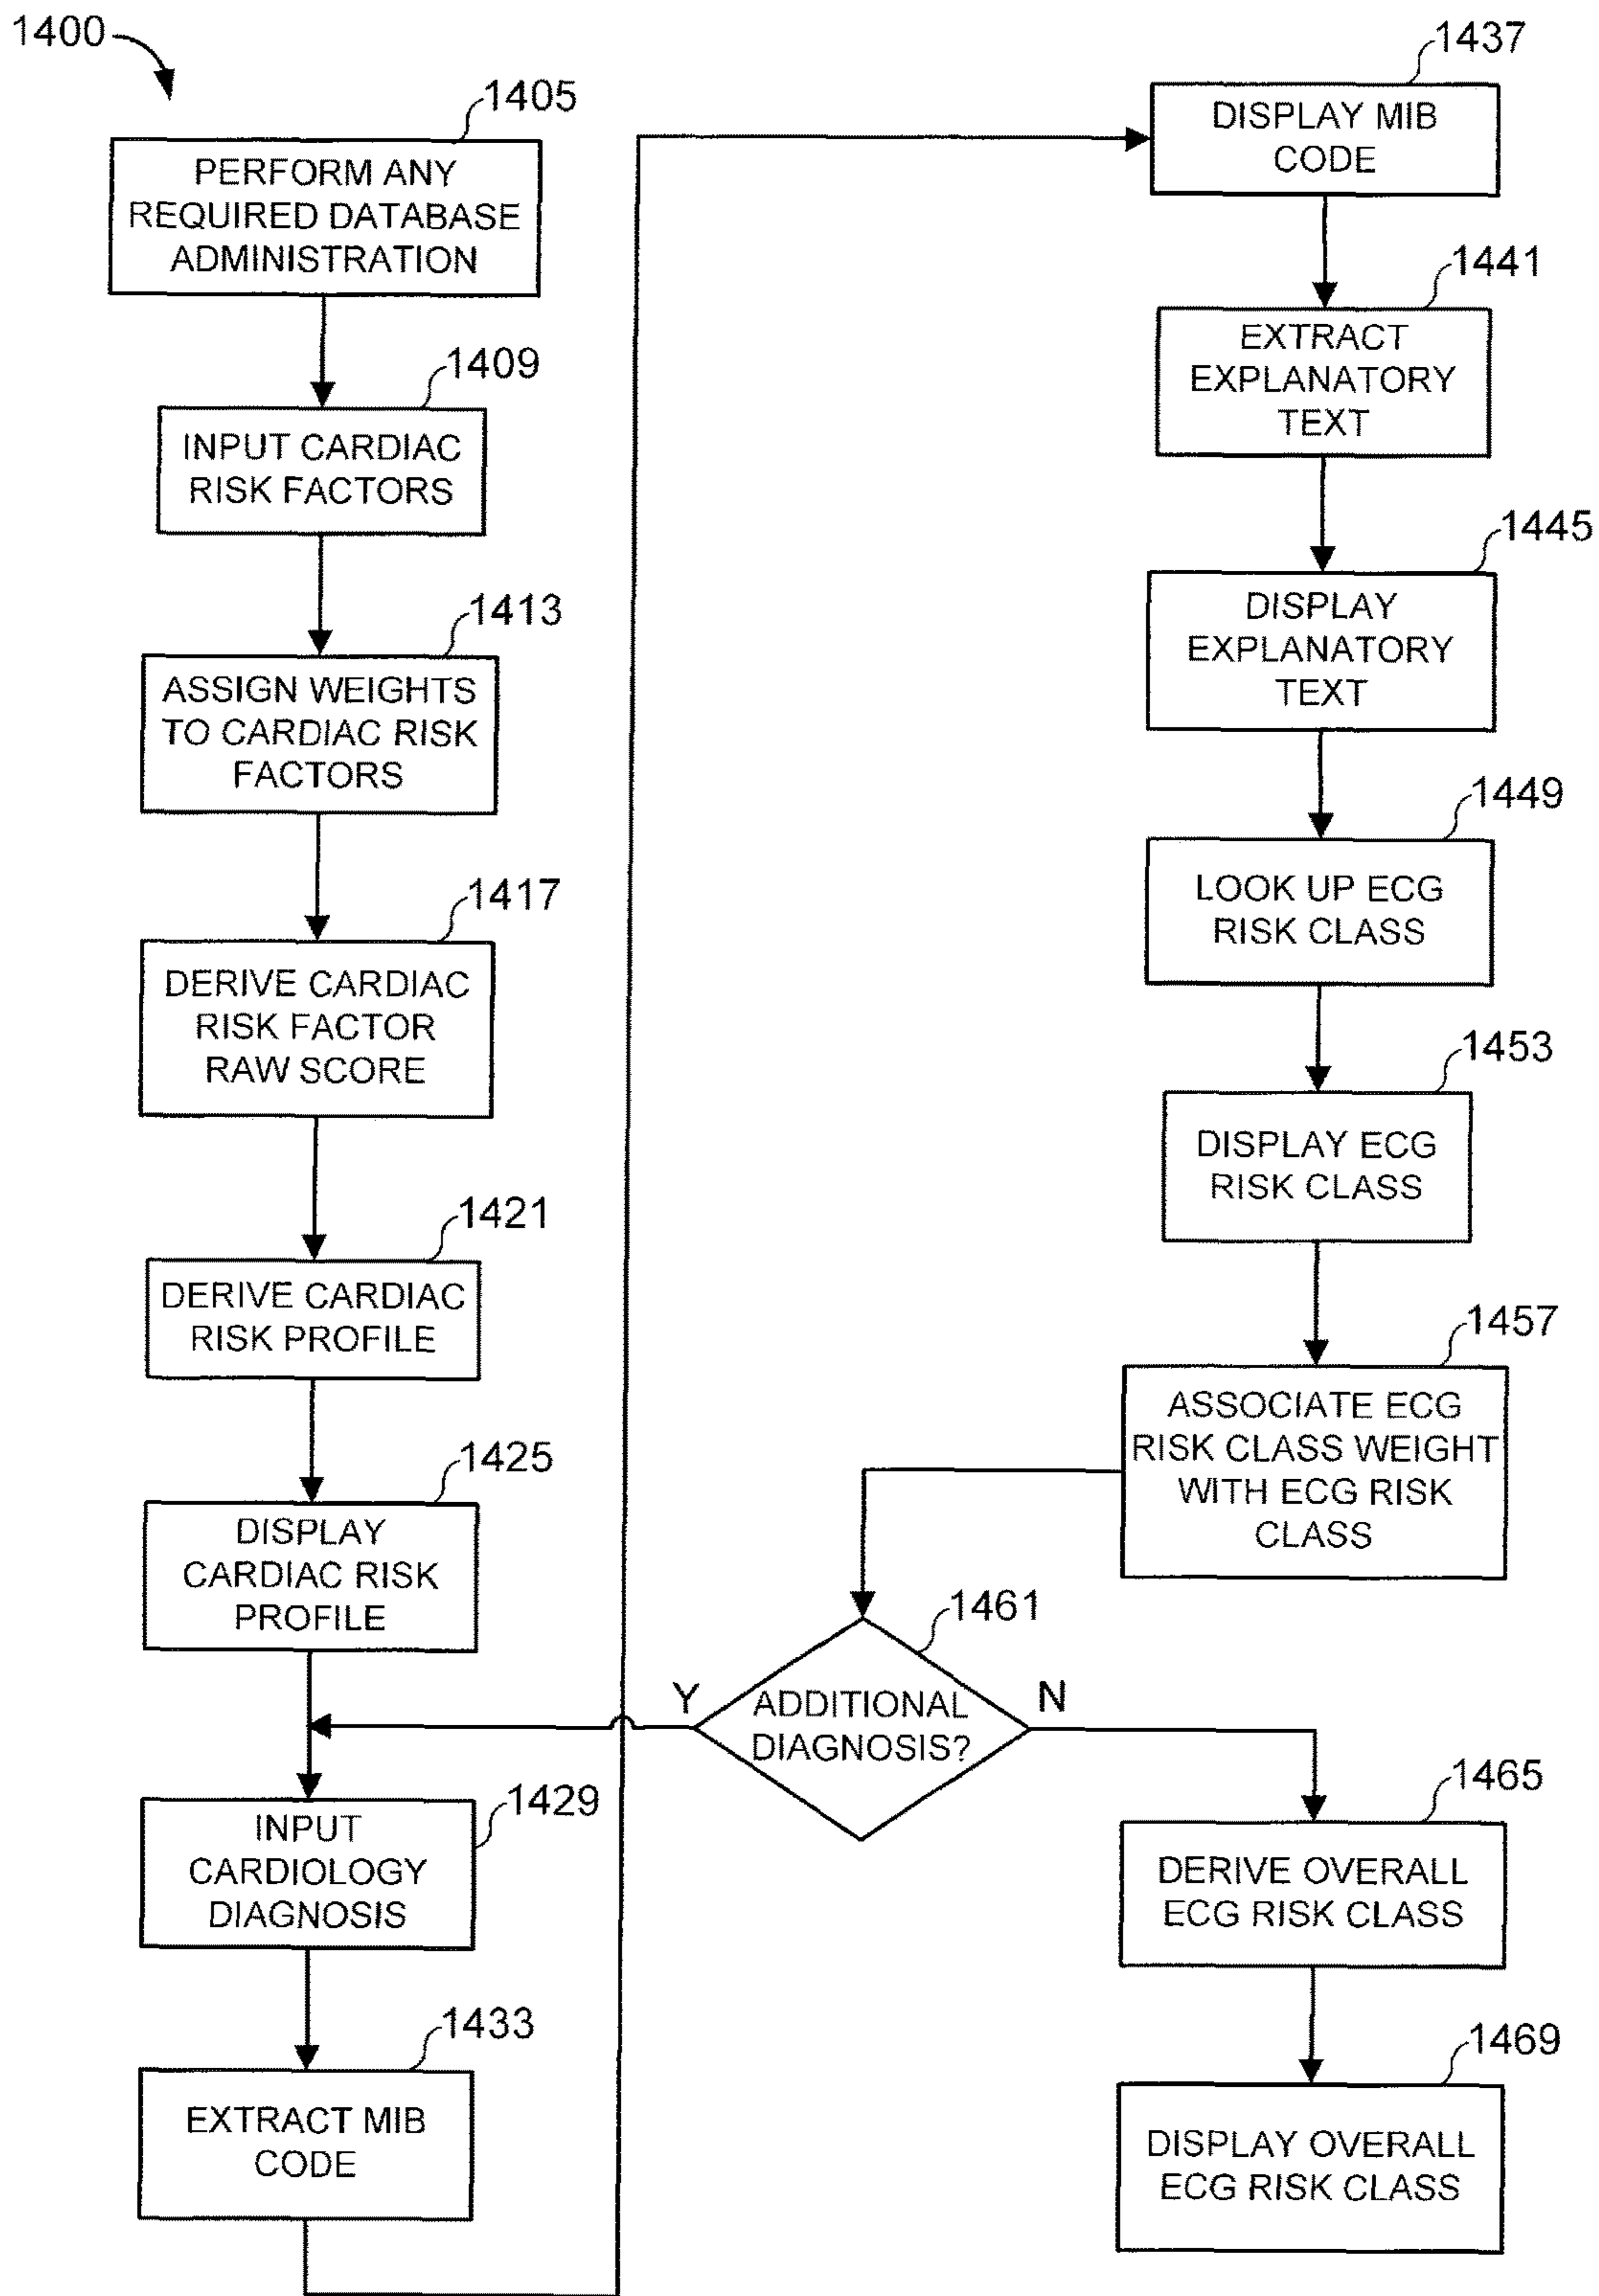 1400
1405
PERFORM ANY
REQUIRED DATABASE
ADMINISTRATION
1409
INPUT CARDIAC
RISK FACTORS
1413
ASSIGN WEIGHTS
TO CARDIAC RISK
FACTORS
1417
DERIVE CARDIAC
RISK FACTOR
RAW SCORE
1421
DERIVE CARDIAC
RISK PROFILE
1425
DISPLAY
CARDIAC RISK
PROFILE
1429
INPUT
CARDIOLOGY
DIAGNOSIS
1433
EXTRACT MIB
CODE
1437
DISPLAY MIB
CODE
1441
EXTRACT
EXPLANATORY
TEXT
1445
DISPLAY
EXPLANATORY
TEXT
1449
LOOK UP ECG
RISK CLASS
1453
DISPLAY ECG
RISK CLASS
1457
ASSOCIATE ECG
RISK CLASS WEIGHT
WITH ECG RISK
CLASS
1461
Y
ADDITIONAL
DIAGNOSIS?
N
1465
DERIVE OVERALL
ECG RISK CLASS
1469
DISPLAY OVERALL
ECG RISK CLASS